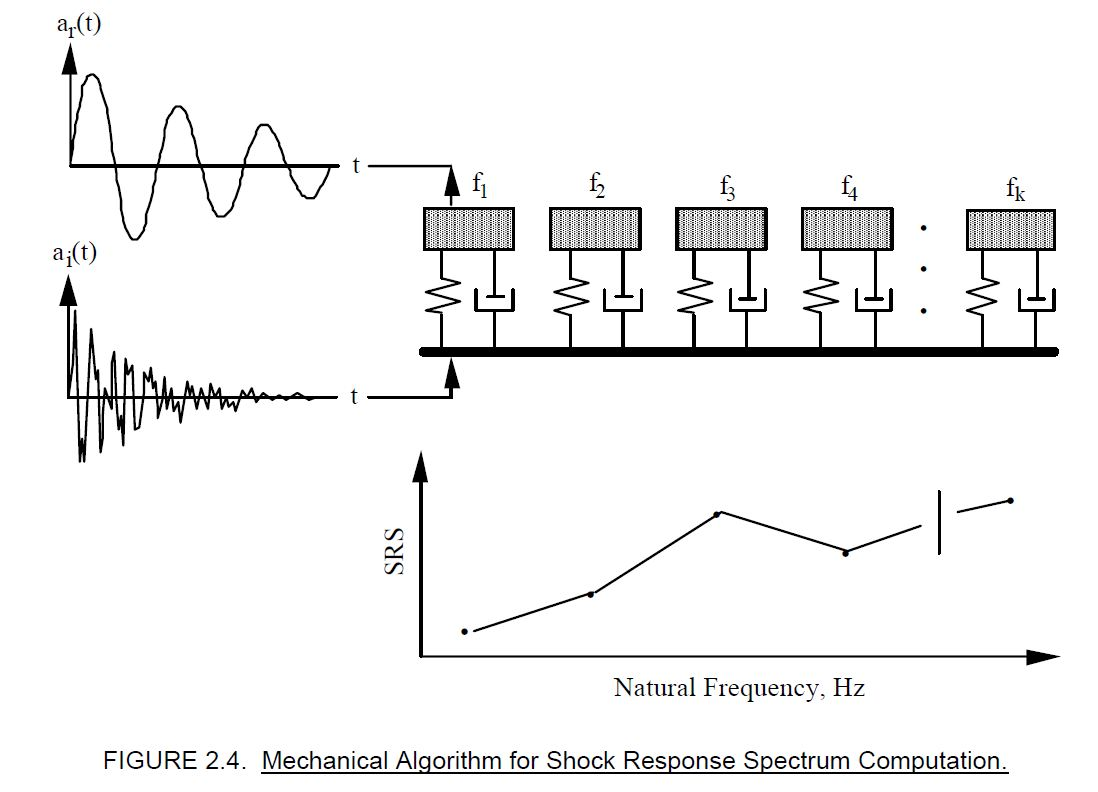 aᵣ(t)
t
f₁ f₂ f₃ f₄ fₖ
aᵢ(t)
t
SRS
Natural Frequency, Hz
FIGURE 2.4. Mechanical Algorithm for Shock Response Spectrum Computation.